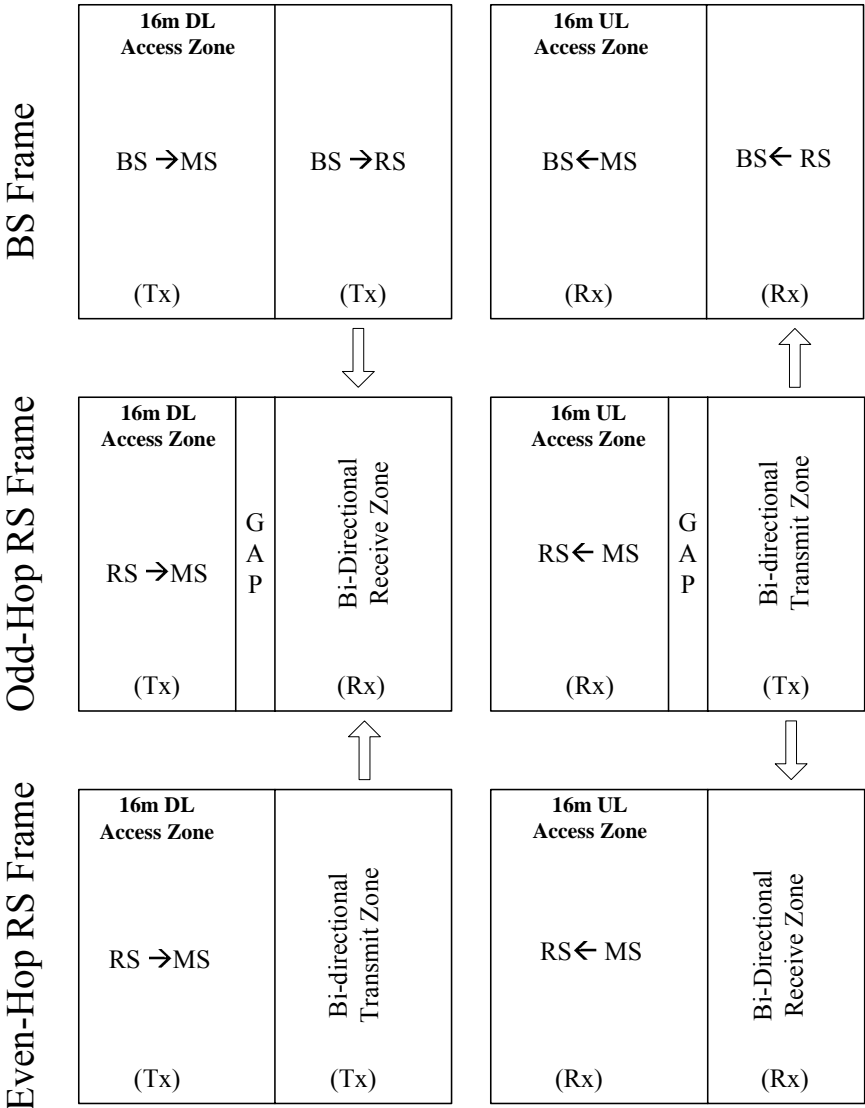 BS Frame
16m DL
Access Zone
BS →MS
(Tx)
BS →RS
(Tx)
16m UL
Access Zone
BS←MS
(Rx)
BS← RS
(Rx)
Odd-Hop RS Frame
16m DL
Access Zone
RS →MS
(Tx)
G
A
P
Bi-Directional
Receive Zone
(Rx)
16m UL
Access Zone
RS← MS
(Rx)
G
A
P
Bi-directional
Transmit Zone
(Tx)
Even-Hop RS Frame
16m DL
Access Zone
RS →MS
(Tx)
Bi-directional
Transmit Zone
(Tx)
16m UL
Access Zone
RS← MS
(Rx)
Bi-Directional
Receive Zone
(Rx)